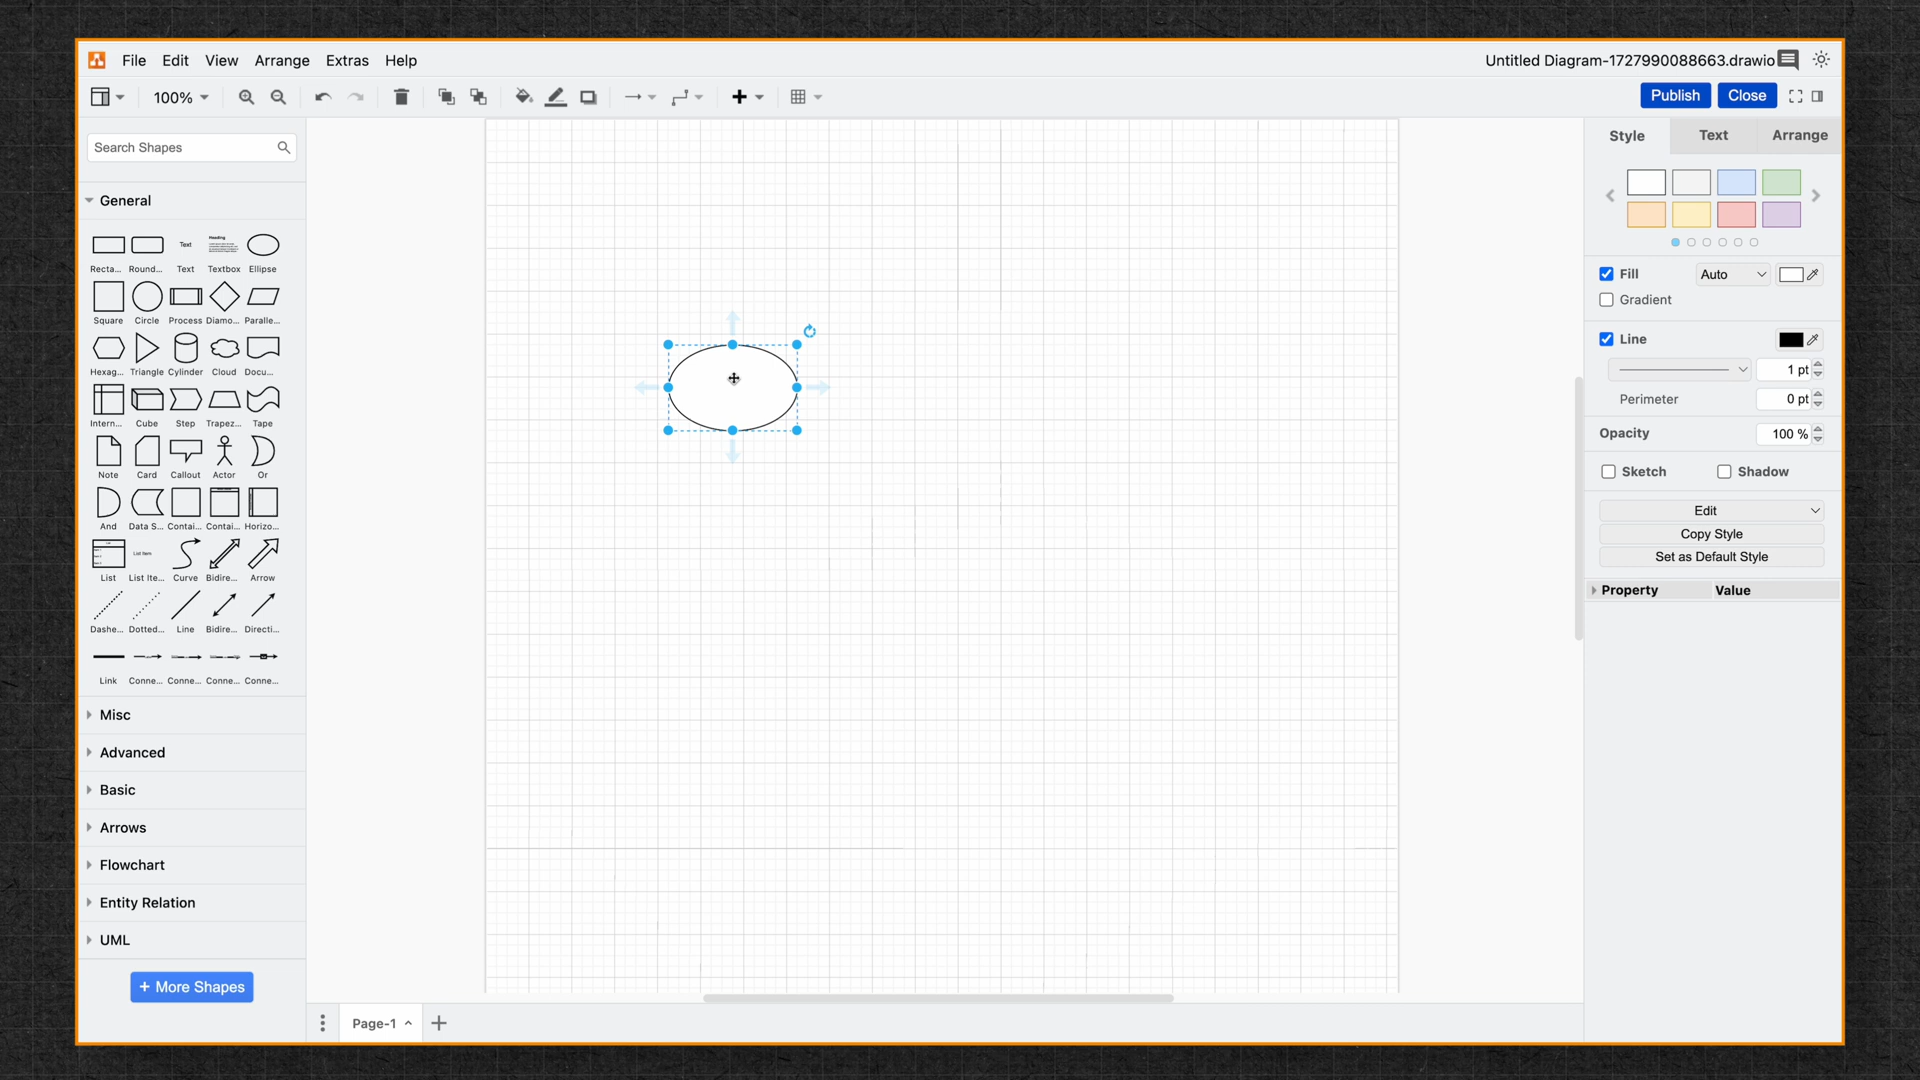 File Edit View Arrange Extras Help
Untitled Diagram-1727990088663.drawio
100%
Publish Close
Search Shapes
Style Text Arrange
General
Text
Heading
Recta... Round... Text Textbox Ellipse
Square Circle Process Diamo... Paralle...
Hexag... Triangle Cylinder Cloud Docu...
Intern... Cube Step Trapez... Tape
Note Card Callout Actor Or
And Data S... Contai... Contai... Horizo...
List Item
List List Ite... Curve Bidire... Arrow
Dashe... Dotted... Line Bidire... Directi...
Link Conne... Conne... Conne... Conne...
Misc
Advanced
Basic
Arrows
Flowchart
Entity Relation
UML
+ More Shapes
Fill Auto
Gradient
Line
1 pt
Perimeter 0 pt
Opacity 100 %
Sketch Shadow
Edit
Copy Style
Set as Default Style
Property Value
Page-1